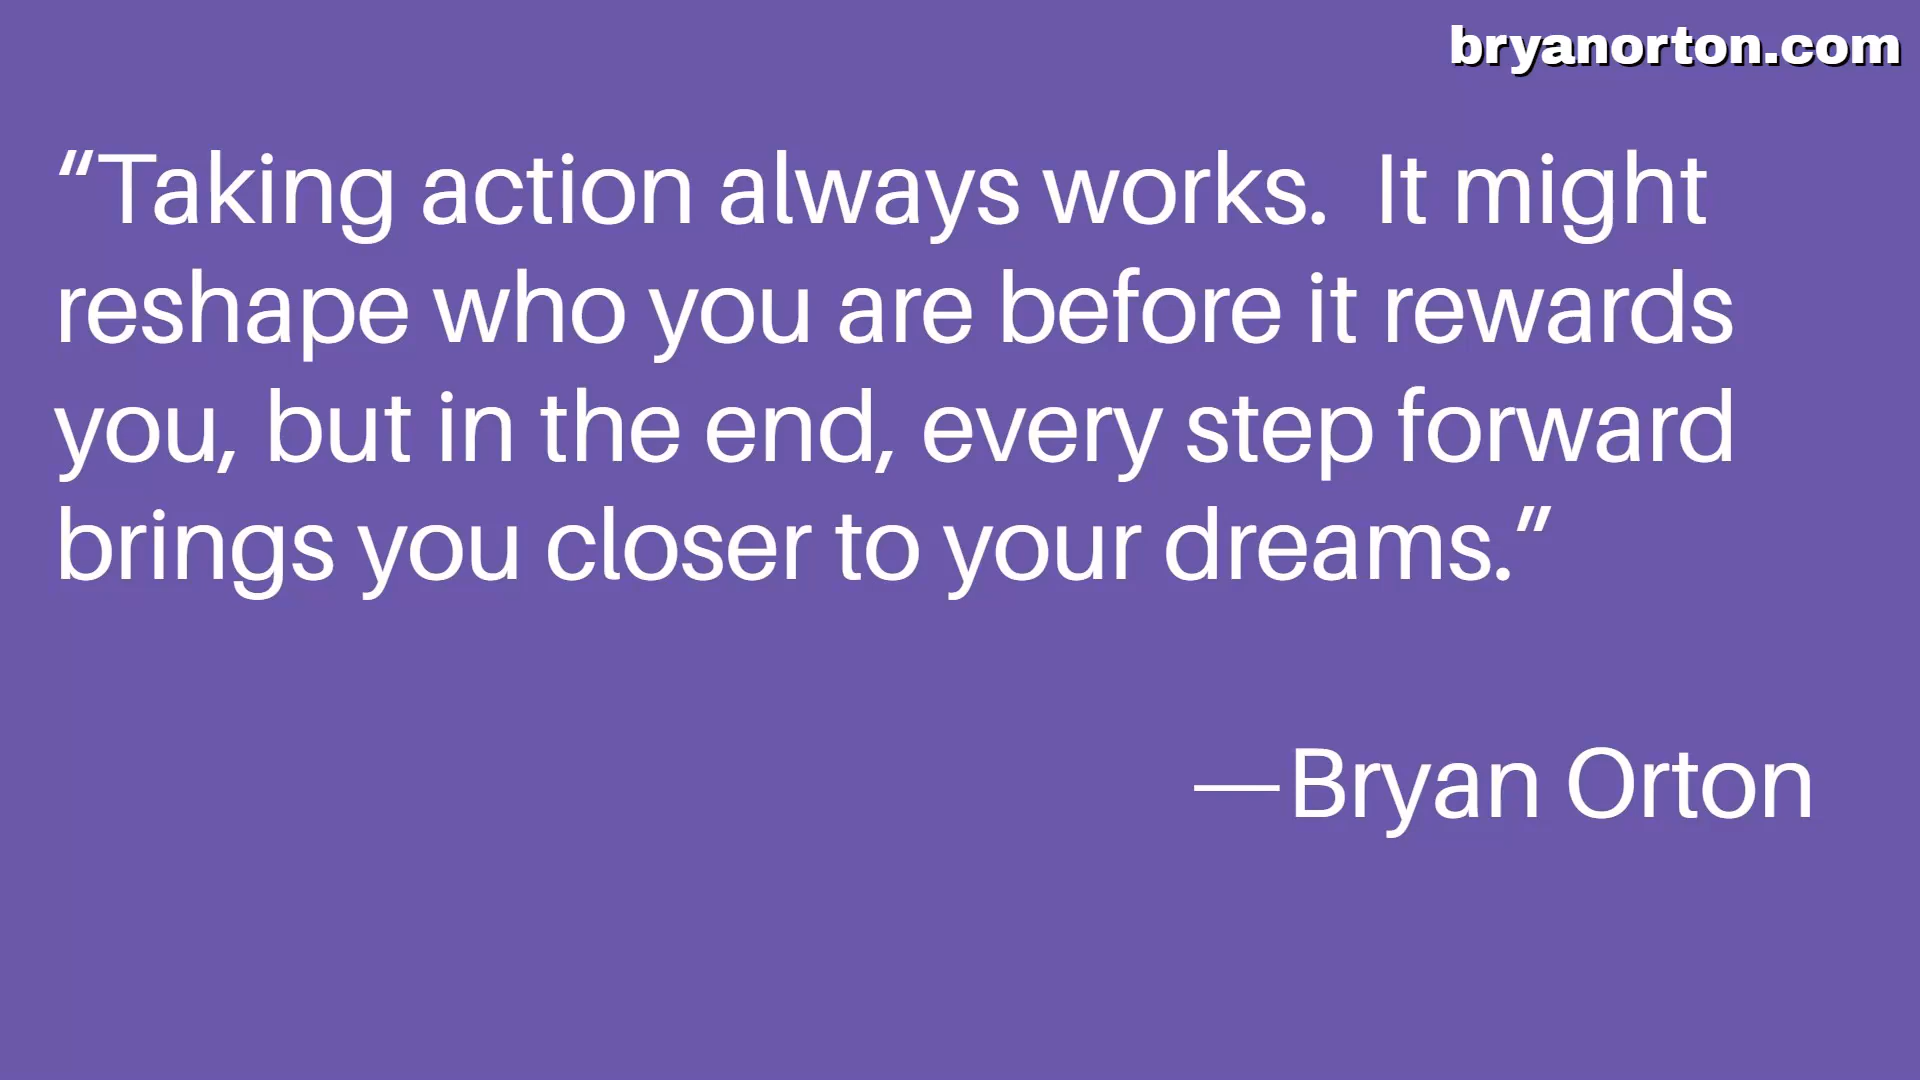 bryanorton.com
“Taking action always works.  It might
reshape who you are before it rewards
you, but in the end, every step forward
brings you closer to your dreams.”
—Bryan Orton